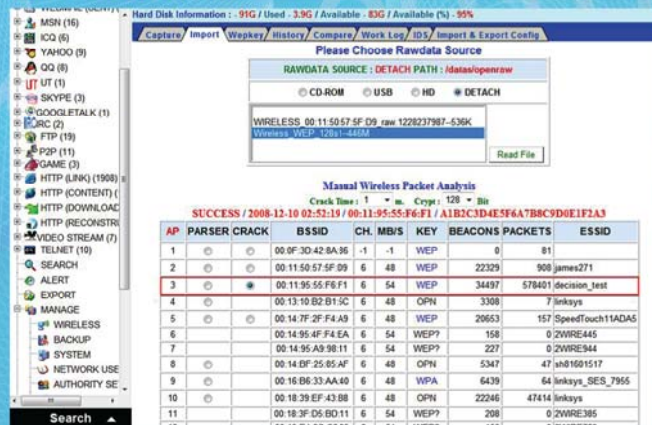 Hard Disk Information : - 91G / Used - 3.9G / Available - 83G / Available (%) - 95%
MSN (16)
ICQ (6)
YAHOO (9)
QQ (8)
UT (1)
SKYPE (3)
GOOGLETALK (1)
IRC (2)
FTP (19)
P2P (11)
GAME (3)
HTTP (LINK) (1908)
HTTP (CONTENT) (
HTTP (DOWNLOAD
HTTP (RECONSTRU
VIDEO STREAM (7)
TELNET (10)
SEARCH
ALERT
EXPORT
MANAGE
WIRELESS
BACKUP
SYSTEM
NETWORK USE
AUTHORITY SE
Search
Capture Import Wepkey History Compare Work Log IDS Import & Export Config
Please Choose Rawdata Source
RAWDATA SOURCE : DETACH PATH : /datas/openraw
CD-ROM USB HD DETACH
WIRELESS_00:11:50:57:5F:D9_raw.1228237987--536K
Wireless_WEP_128s1--446M
Read File
Manual Wireless Packet Analysis
Crack Time : 1 m. Crypt : 128 Bit
SUCCESS / 2008-12-10 02:52:19 / 00:11:95:55:F6:F1 / A1B2C3D4E5F6A7B8C9D0E1F2A3
AP PARSER CRACK BSSID CH. MB/S KEY BEACONS PACKETS ESSID
1 00:0F:3D:42:8A:36 -1 -1 WEP 0 81
2 00:11:50:57:5F:D9 6 48 WEP 22329 908 james271
3 00:11:95:55:F6:F1 6 54 WEP 34497 578401 decision_test
4 00:13:10:B2:B1:5C 6 48 OPN 3308 7 linksys
5 00:14:7F:2F:F4:A9 6 48 WEP 20653 157 SpeedTouch11ADA5
6 00:14:95:4F:F4:EA 6 54 WEP? 158 0 2WIRE445
7 00:14:95:A9:98:11 6 54 WEP? 227 0 2WIRE944
8 00:14:BF:25:85:AF 6 48 OPN 5347 47 sh81601517
9 00:16:B6:33:AA:40 6 48 WPA 6439 64 linksys_SES_7955
10 00:18:39:EF:43:B8 6 48 OPN 22246 47414 linksys
11 00:18:3F:D5:BD:11 6 54 WEP? 208 0 2WIRE385